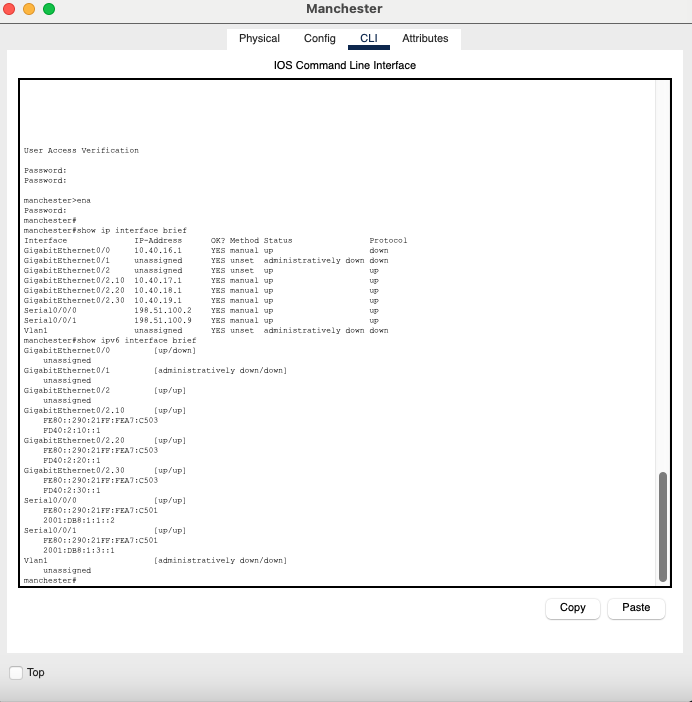 Manchester
Physical Config CLI Attributes
IOS Command Line Interface
User Access Verification
Password:
Password:
manchester>ena
Password:
manchester#
manchester#show ip interface brief
Interface IP-Address OK? Method Status Protocol
GigabitEthernet0/0 10.40.16.1 YES manual up down
GigabitEthernet0/1 unassigned YES unset administratively down down
GigabitEthernet0/2 unassigned YES unset up up
GigabitEthernet0/2.10 10.40.17.1 YES manual up up
GigabitEthernet0/2.20 10.40.18.1 YES manual up up
GigabitEthernet0/2.30 10.40.19.1 YES manual up up
Serial0/0/0 198.51.100.2 YES manual up up
Serial0/0/1 198.51.100.9 YES manual up up
Vlan1 unassigned YES unset administratively down down
manchester#show ipv6 interface brief
GigabitEthernet0/0 [up/down]
unassigned
GigabitEthernet0/1 [administratively down/down]
unassigned
GigabitEthernet0/2 [up/up]
unassigned
GigabitEthernet0/2.10 [up/up]
FE80::290:21FF:FEA7:C503
FD40:2:10::1
GigabitEthernet0/2.20 [up/up]
FE80::290:21FF:FEA7:C503
FD40:2:20::1
GigabitEthernet0/2.30 [up/up]
FE80::290:21FF:FEA7:C503
FD40:2:30::1
Serial0/0/0 [up/up]
FE80::290:21FF:FEA7:C501
2001:DB8:1:1::2
Serial0/0/1 [up/up]
FE80::290:21FF:FEA7:C501
2001:DB8:1:3::1
Vlan1 [administratively down/down]
unassigned
manchester#
Copy Paste
Top